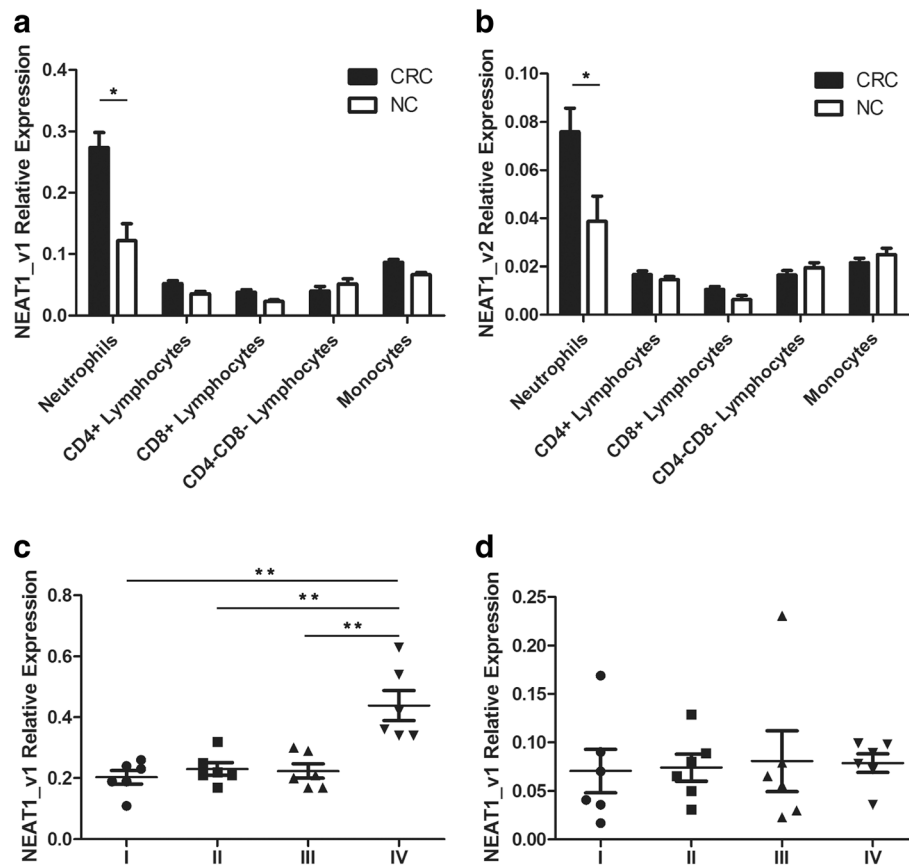 a
NEAT1_v1 Relative Expression
0.4
0.3
0.2
0.1
0.0
*
CRC
NC
Neutrophils
CD4+ Lymphocytes
CD8+ Lymphocytes
CD4-CD8- Lymphocytes
Monocytes
b
NEAT1_v2 Relative Expression
0.10
0.08
0.06
0.04
0.02
0.00
*
CRC
NC
Neutrophils
CD4+ Lymphocytes
CD8+ Lymphocytes
CD4-CD8- Lymphocytes
Monocytes
c
NEAT1_v1 Relative Expression
0.8
0.6
0.4
0.2
0.0
**
**
**
I II III IV
d
NEAT1_v1 Relative Expression
0.25
0.20
0.15
0.10
0.05
0.00
I II III IV